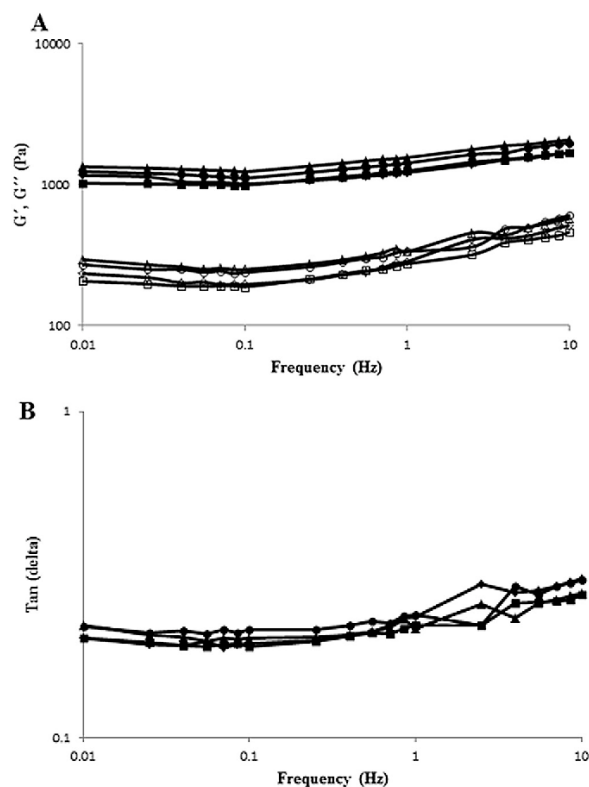 A
10000
1000
100
G´, G´´ (Pa)
0.01 0.1 1 10
Frequency (Hz)
B
1
0.1
Tan (delta)
0.01 0.1 1 10
Frequency (Hz)